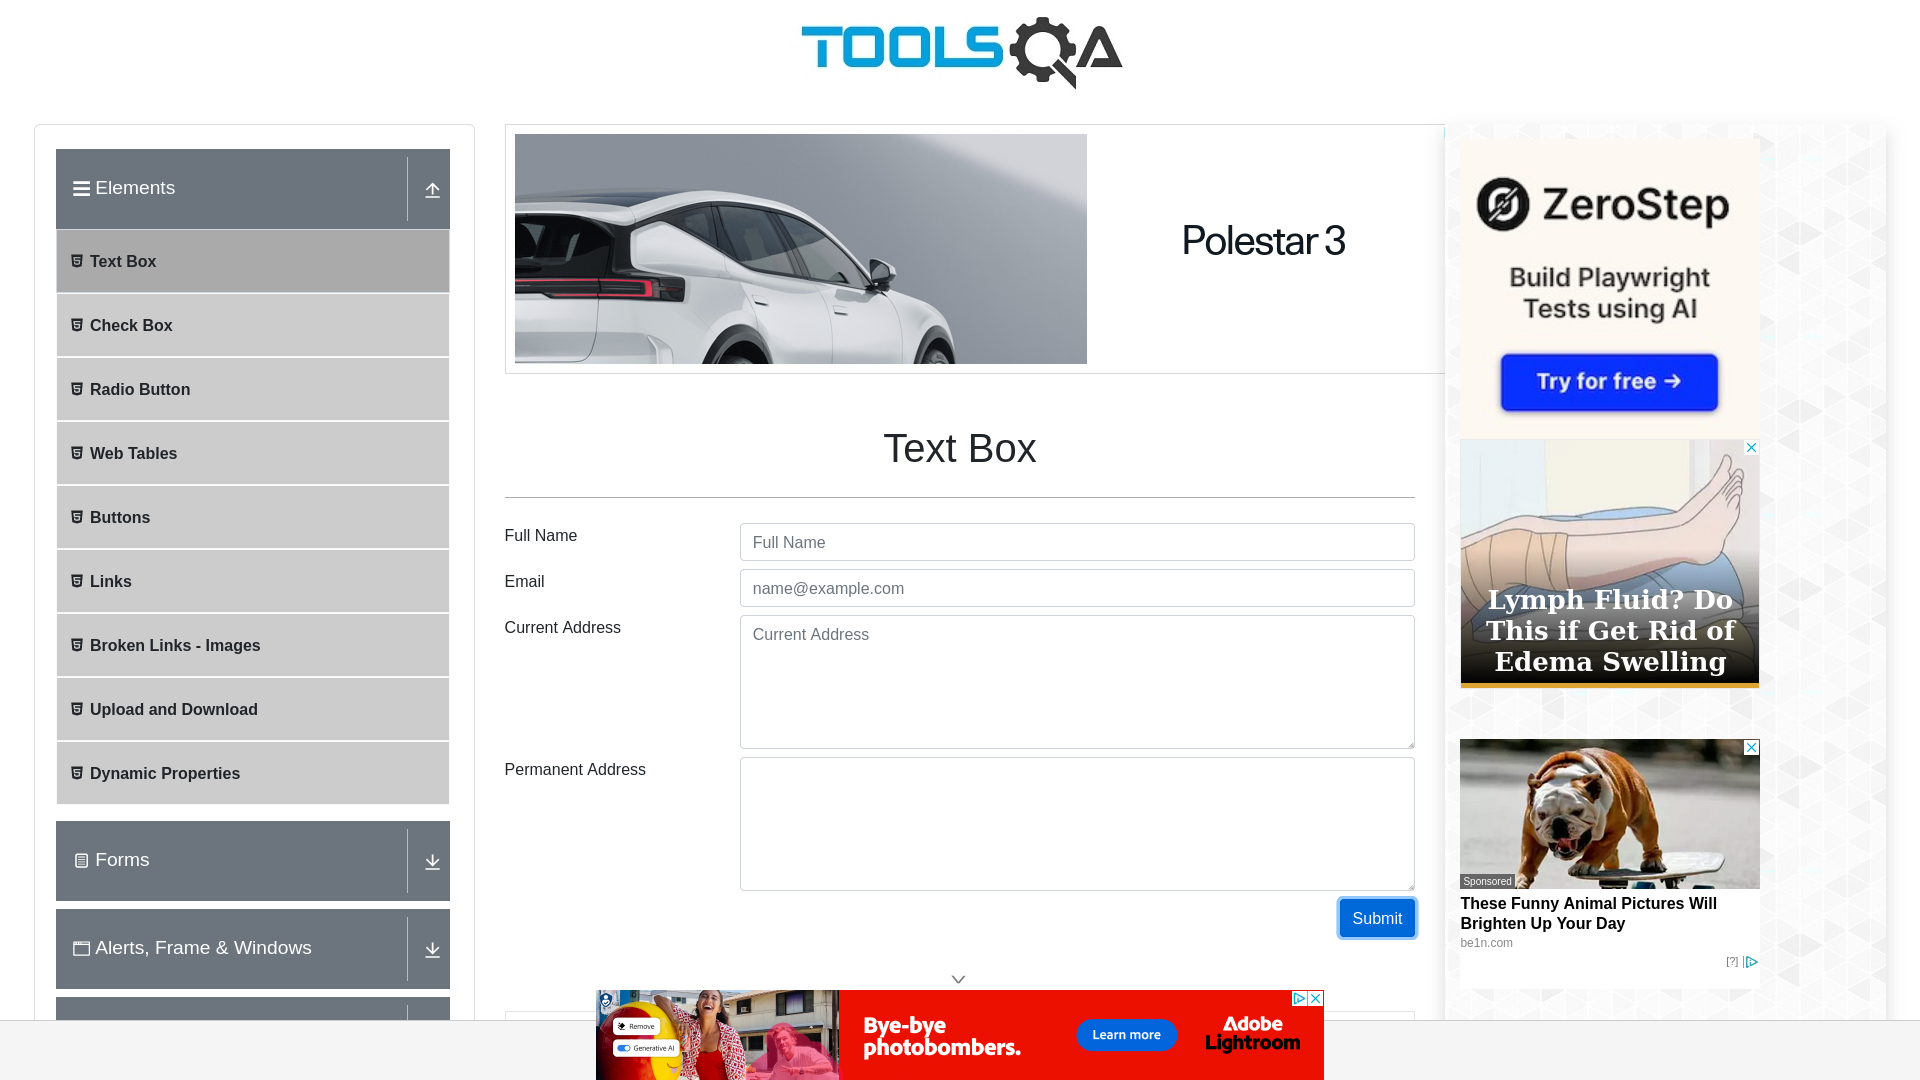 TOOLSQA
Elements
Text Box
Check Box
Radio Button
Web Tables
Buttons
Links
Broken Links - Images
Upload and Download
Dynamic Properties
Forms
Alerts, Frame & Windows
Polestar 3
Text Box
Full Name
Full Name
Email
name@example.com
Current Address
Current Address
Permanent Address
Submit
ZeroStep
Build Playwright
Tests using AI
Try for free →
Lymph Fluid? Do
This if Get Rid of
Edema Swelling
Sponsored
These Funny Animal Pictures Will
Brighten Up Your Day
be1n.com
[?]
Remove
Generative AI
Bye-bye
photobombers.
Learn more
Adobe
Lightroom